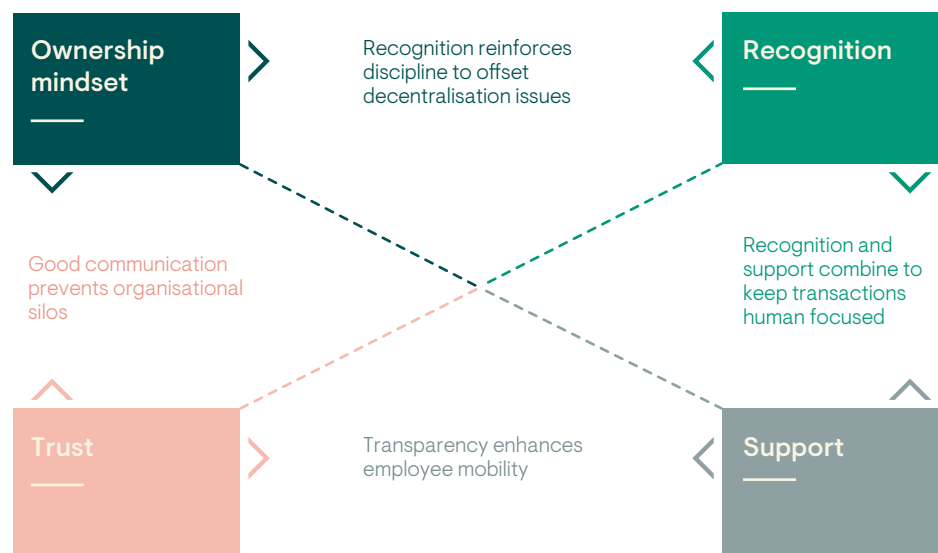 Ownership
mindset
Recognition reinforces
discipline to offset
decentralisation issues
Recognition
Good communication
prevents organisational
silos
Recognition and
support combine to
keep transactions
human focused
Trust
Transparency enhances
employee mobility
Support